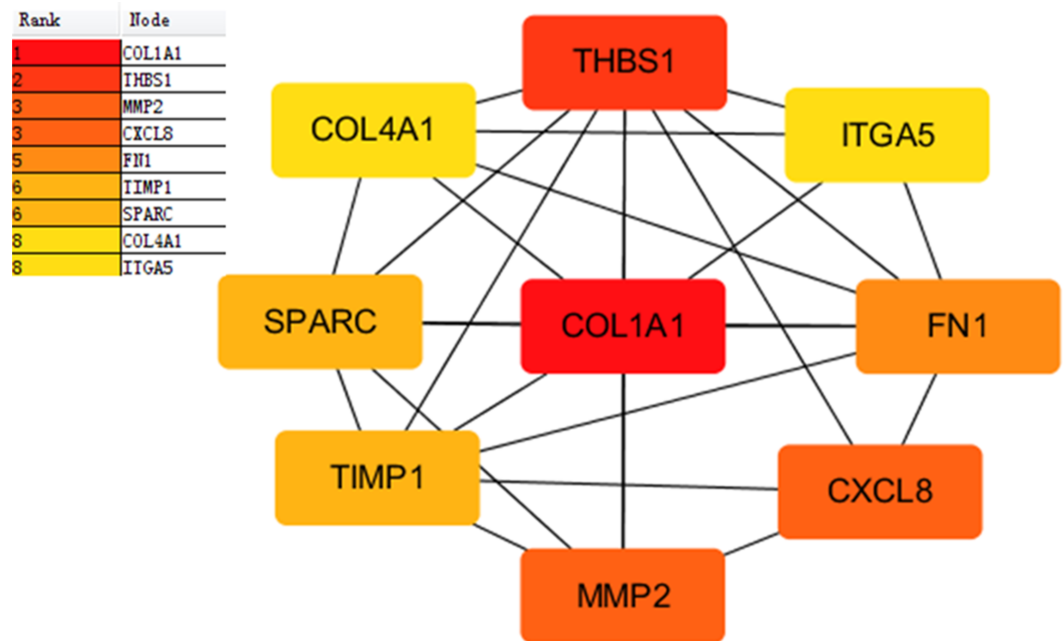 Rank Node
1 COL1A1
2 THBS1
3 MMP2
3 CXCL8
5 FN1
6 TIMP1
6 SPARC
8 COL4A1
8 ITGA5
THBS1
COL4A1
ITGA5
SPARC
COL1A1
FN1
TIMP1
CXCL8
MMP2